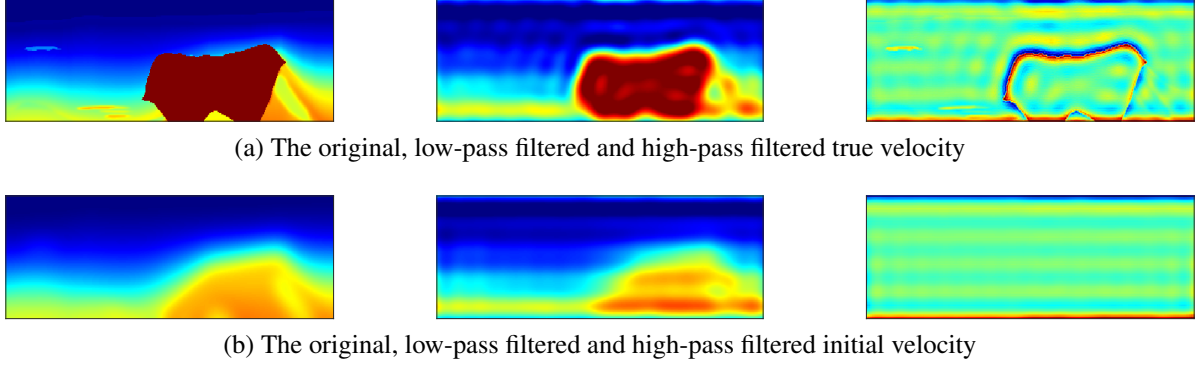 (a) The original, low-pass filtered and high-pass filtered true velocity
(b) The original, low-pass filtered and high-pass filtered initial velocity